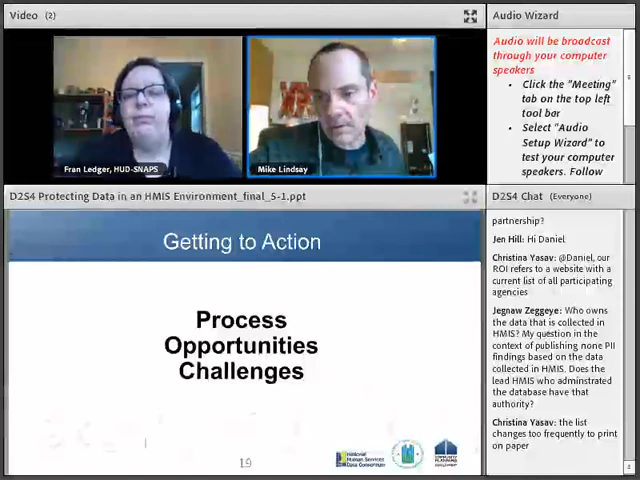 Video (2)
Fran Ledger, HUD-SNAPS
Mike Lindsay
Audio Wizard
Audio will be broadcast
through your computer
speakers
• Click the "Meeting"
tab on the top left
tool bar
• Select "Audio
Setup Wizard" to
test your computer
speakers. Follow
D2S4 Protecting Data in an HMIS Environment_final_5-1.ppt
Getting to Action
Process
Opportunities
Challenges
19
National
Human Services
Data Consortium
D2S4 Chat (Everyone)
partnership?
Jen Hill: Hi Daniel
Christina Yasav: @Daniel, our
ROI refers to a website with a
current list of all participating
agencies
Jegnaw Zeggeye: Who owns
the data that is collected in
HMIS? My question in the
context of publishing none PII
findings based on the data
collected in HMIS. Does the
lead HMIS who adminstrated
the database have that
authority?
Christina Yasav: the list
changes too frequently to print
on paper